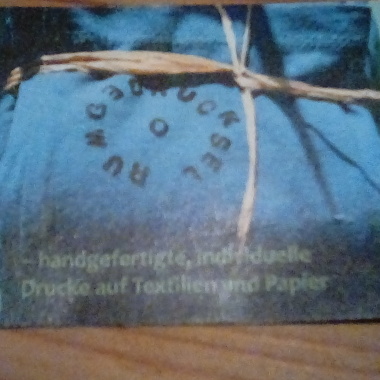 RUMGEDRUCKSEL
O
– handgefertigte, individuelle
Drucke auf Textilien und Papier